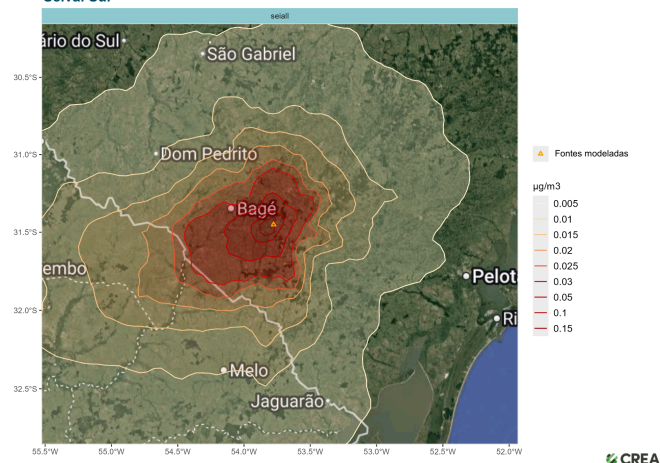 seiall
ário do Sul
São Gabriel
Dom Pedrito
Bagé
embo
Pelot
Ri
Melo
Jaguarão
30.5°S
31.0°S
31.5°S
32.0°S
32.5°S
55.5°W 55.0°W 54.5°W 54.0°W 53.5°W 53.0°W 52.5°W 52.0°W
Fontes modeladas
µg/m3
0.005
0.01
0.015
0.02
0.025
0.03
0.05
0.1
0.15
CREA